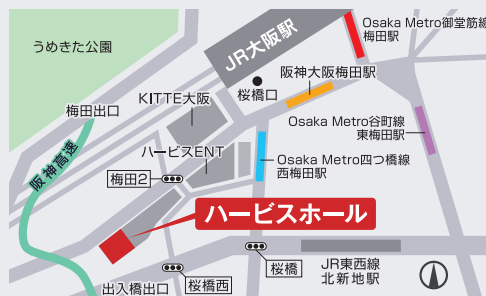 うめきた公園
JR大阪駅
Osaka Metro御堂筋線
梅田駅
阪神大阪梅田駅
桜橋口
KITTE大阪
梅田出口
Osaka Metro谷町線
東梅田駅
阪神高速
ハービスENT
Osaka Metro四つ橋線
西梅田駅
梅田2
ハービスホール
桜橋
JR東西線
北新地駅
出入橋出口
桜橋西